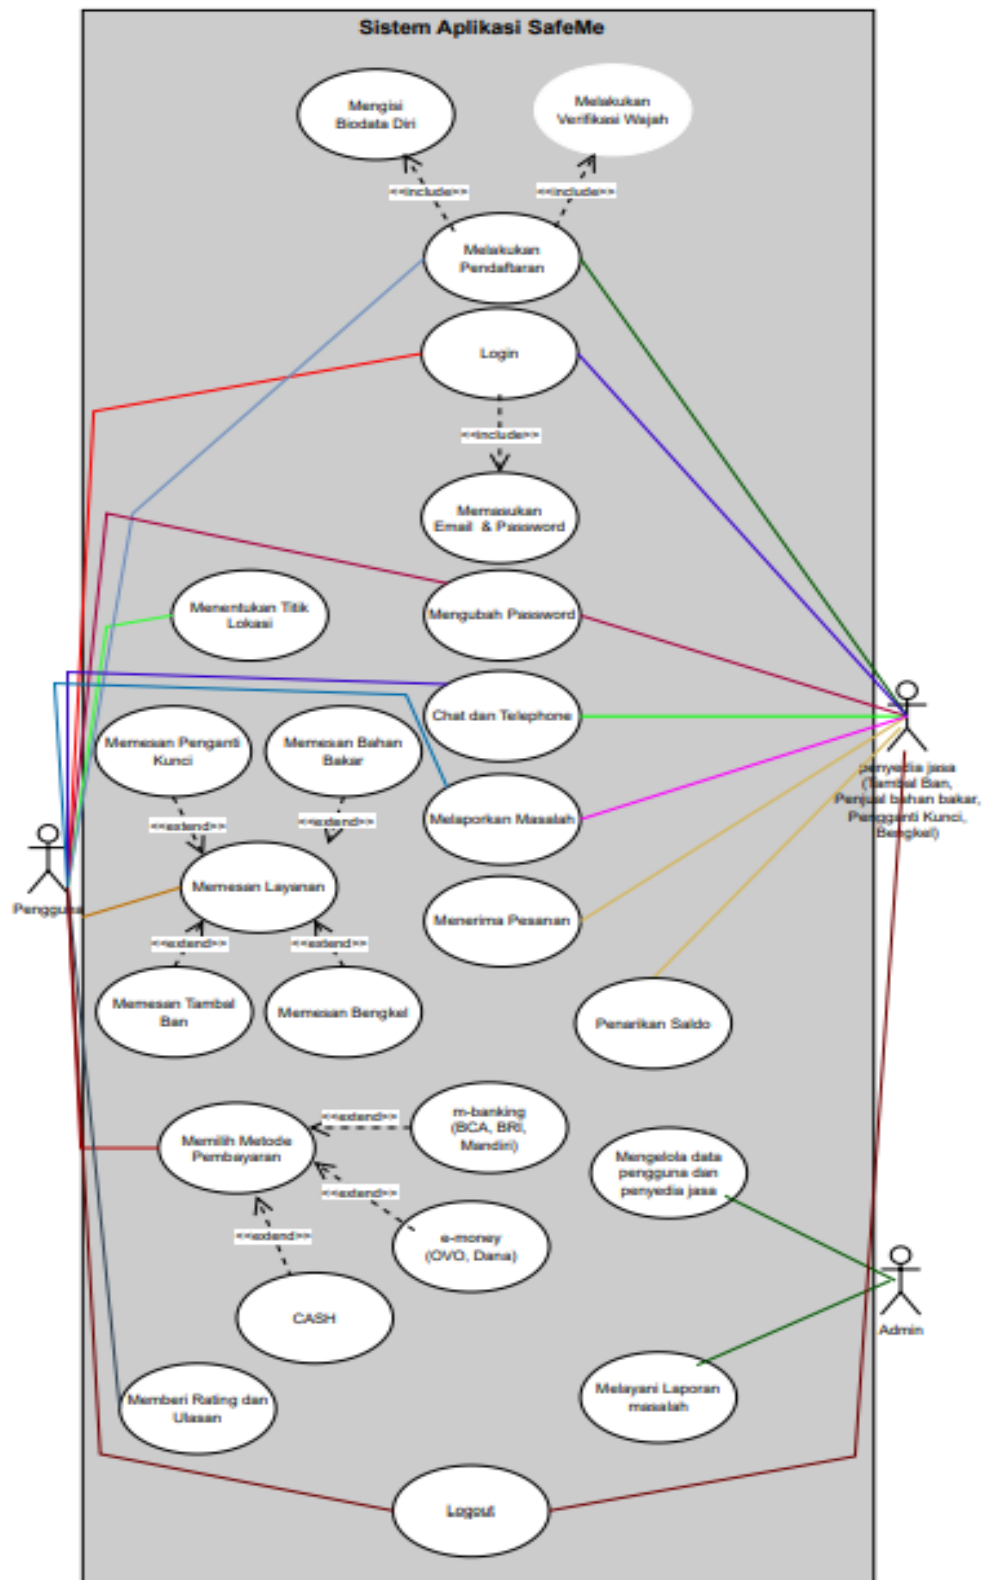 Sistem Aplikasi SafeMe
Mengisi
Biodata Diri
Melakukan
Verifikasi Wajah
<<include>>
<<include>>
Melakukan
Pendaftaran
Login
<<include>>
Memasukan
Email & Password
Menentukan Titik
Lokasi
Mengubah Password
Chat dan Telephone
Memesan Penganti
Kunci
Memesan Bahan
Bakar
penyedia jasa
(Tambal Ban,
Penjual bahan bakar,
Pengganti Kunci,
Bengkel)
<<extend>>
<<extend>>
Melaporkan Masalah
Memesan Layanan
Pengguna
Menerima Pesanan
<<extend>>
<<extend>>
Memesan Tambal
Ban
Memesan Bengkel
Penarikan Saldo
Memilih Metode
Pembayaran
<<extend>>
m-banking
(BCA, BRI,
Mandiri)
Mengelola data
pengguna dan
penyedia jasa
<<extend>>
<<extend>>
e-money
(OVO, Dana)
CASH
Admin
Memberi Rating dan
Ulasan
Melayani Laporan
masalah
Logout